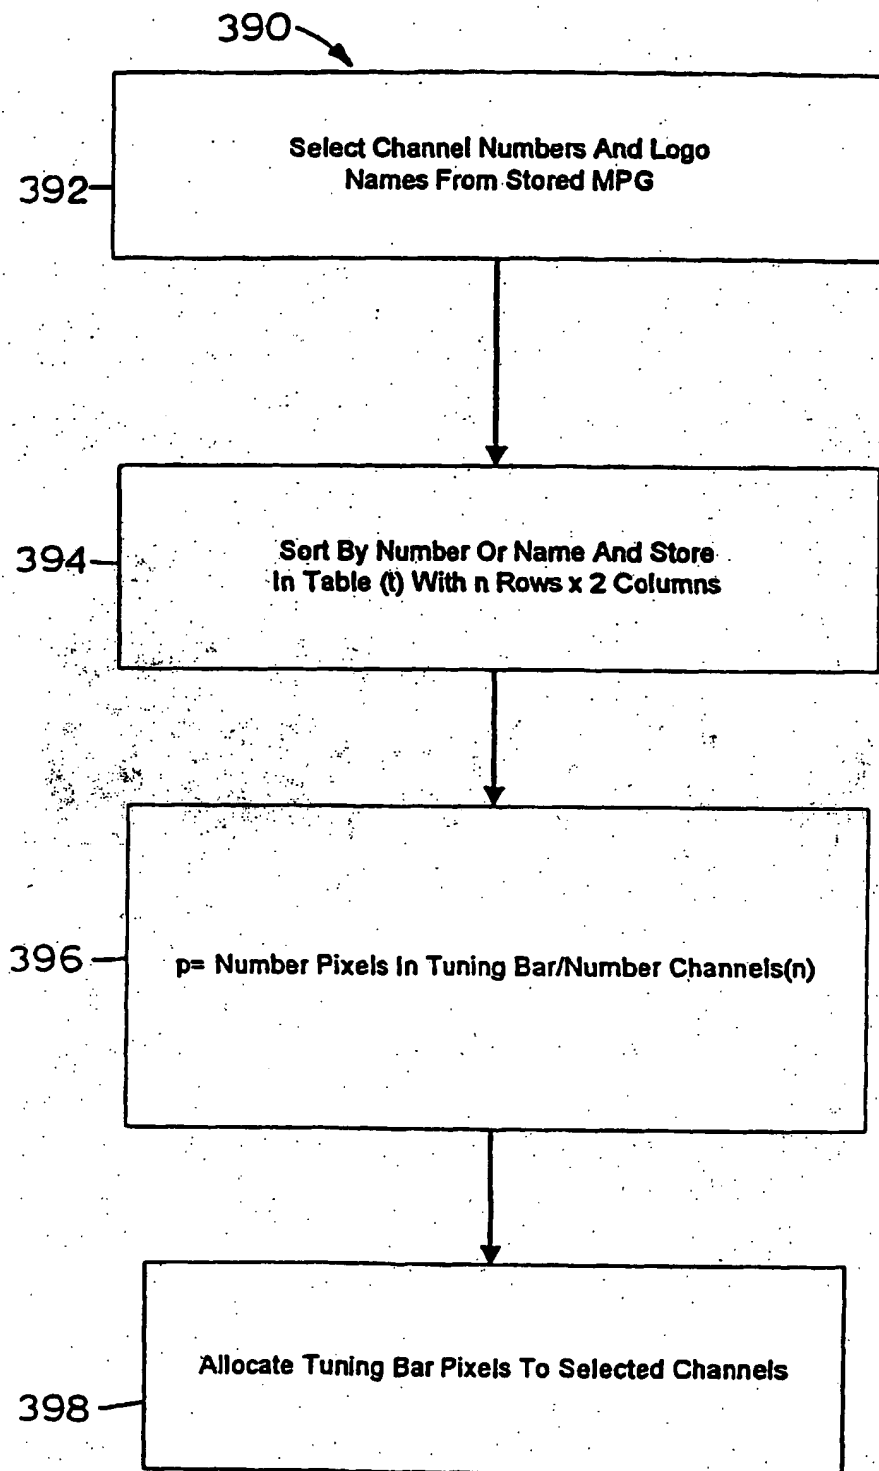 390
Select Channel Numbers And Logo
Names From Stored MPG
392
Sort By Number Or Name And Store
In Table (t) With n Rows x 2 Columns
394
p= Number Pixels In Tuning Bar/Number Channels(n)
396
Allocate Tuning Bar Pixels To Selected Channels
398